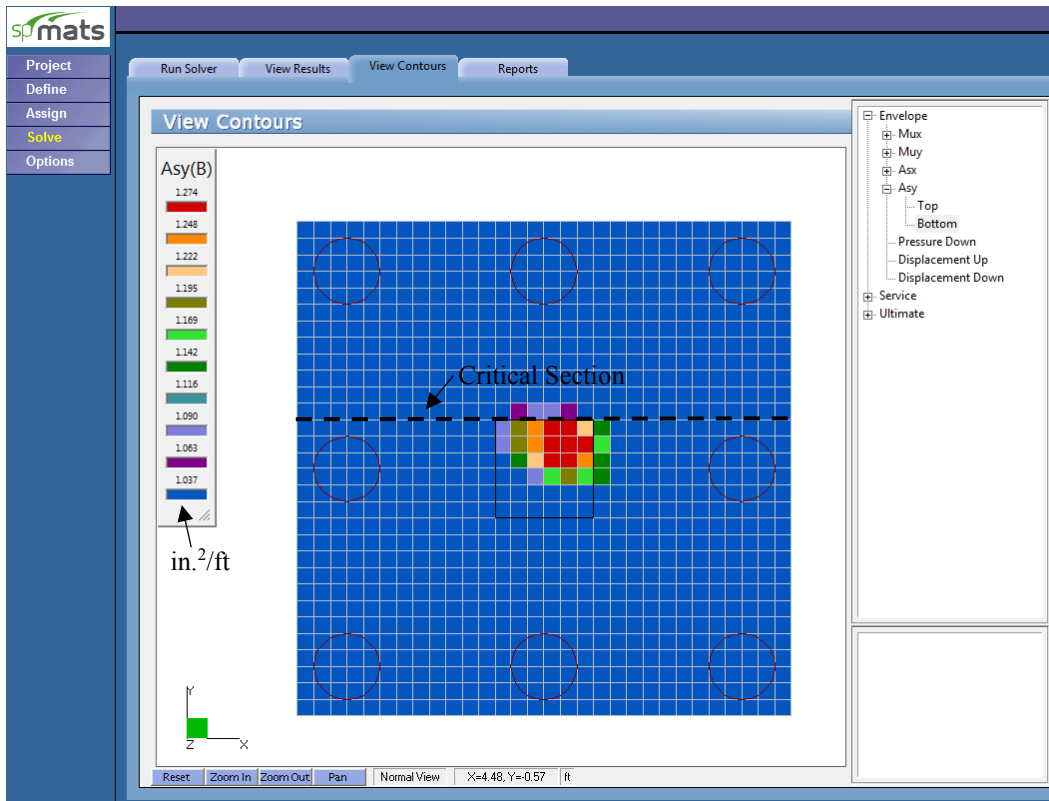 spMats
Project
Define
Assign
Solve
Options
Run Solver
View Results
View Contours
Reports
View Contours
Asy(B)
1.274
1.248
1.222
1.195
1.169
1.142
1.116
1.090
1.063
1.037
in.²/ft
Critical Section
Y
Z
X
Reset
Zoom In
Zoom Out
Pan
Normal View
X=4.48, Y=-0.57
ft
Envelope
Mux
Muy
Asx
Asy
Top
Bottom
Pressure Down
Displacement Up
Displacement Down
Service
Ultimate